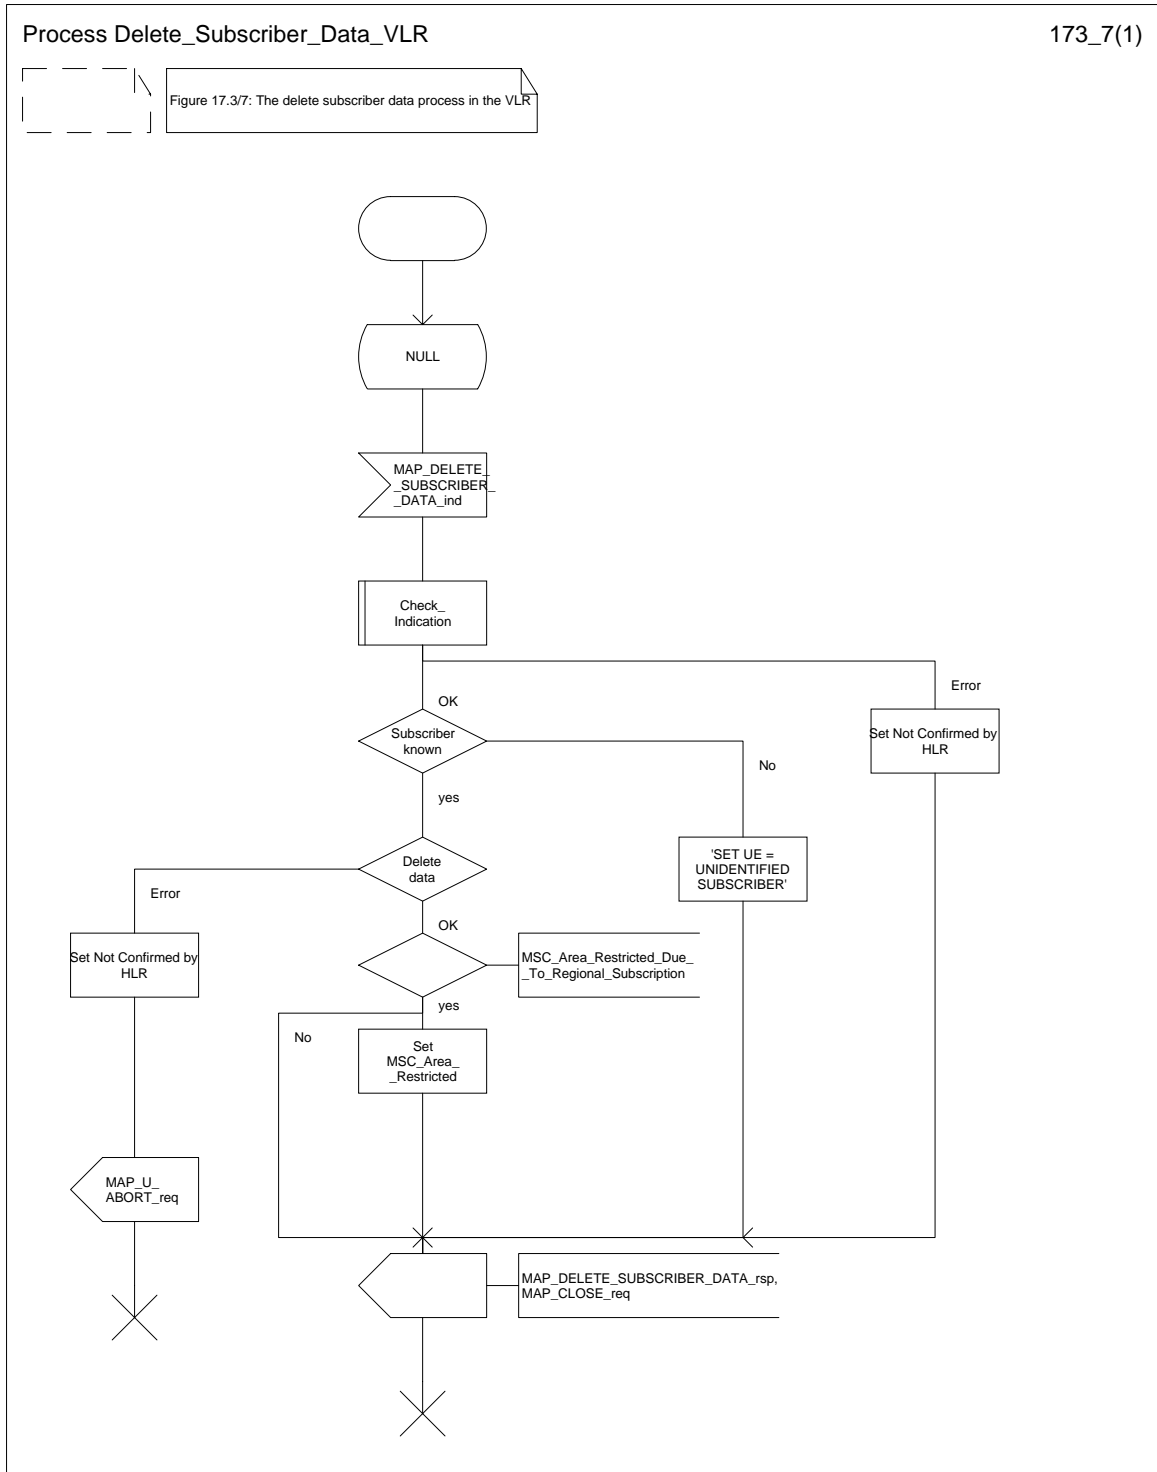 Process Delete_Subscriber_Data_VLR
173_7(1)
Figure 17.3/7: The delete subscriber data process in the VLR
NULL
MAP_DELETE_
_SUBSCRIBER_
_DATA_ind
Check_
Indication
Error
OK
Subscriber
known
Set Not Confirmed by
HLR
No
yes
Delete
data
'SET UE =
UNIDENTIFIED
SUBSCRIBER'
Error
OK
Set Not Confirmed by
HLR
MSC_Area_Restricted_Due_
_To_Regional_Subscription
yes
No
Set
MSC_Area_
_Restricted
MAP_U_
ABORT_req
MAP_DELETE_SUBSCRIBER_DATA_rsp,
MAP_CLOSE_req